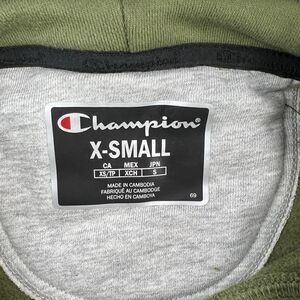 Champion
X-SMALL
CA MEX JPN
XS/TP XCH S
MADE IN CAMBODIA
FABRIQUÉ AU CAMBODGE
HECHO EN CAMBOYA
69